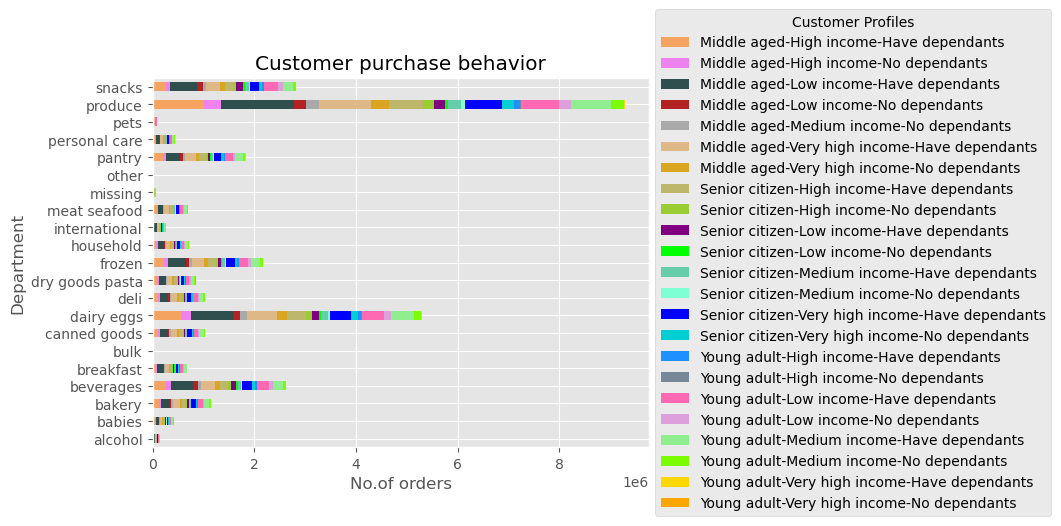 Customer purchase behavior
Department
snacks
produce
pets
personal care
pantry
other
missing
meat seafood
international
household
frozen
dry goods pasta
deli
dairy eggs
canned goods
bulk
breakfast
beverages
bakery
babies
alcohol
0 2 4 6 8
1e6
No.of orders
Customer Profiles
Middle aged-High income-Have dependants
Middle aged-High income-No dependants
Middle aged-Low income-Have dependants
Middle aged-Low income-No dependants
Middle aged-Medium income-No dependants
Middle aged-Very high income-Have dependants
Middle aged-Very high income-No dependants
Senior citizen-High income-Have dependants
Senior citizen-High income-No dependants
Senior citizen-Low income-Have dependants
Senior citizen-Low income-No dependants
Senior citizen-Medium income-Have dependants
Senior citizen-Medium income-No dependants
Senior citizen-Very high income-Have dependants
Senior citizen-Very high income-No dependants
Young adult-High income-Have dependants
Young adult-High income-No dependants
Young adult-Low income-Have dependants
Young adult-Low income-No dependants
Young adult-Medium income-Have dependants
Young adult-Medium income-No dependants
Young adult-Very high income-Have dependants
Young adult-Very high income-No dependants